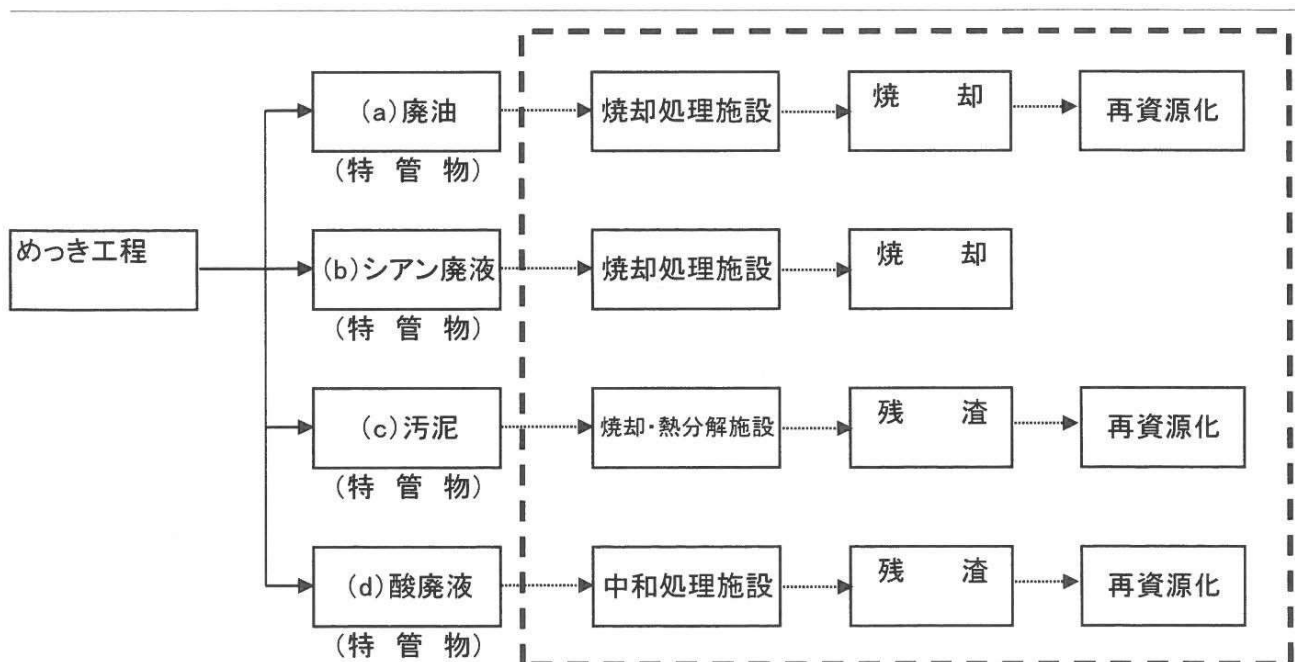 (a)廃油
焼却処理施設
焼 却
再資源化
(特 管 物)
めっき工程
(b)シアン廃液
焼却処理施設
焼 却
(特 管 物)
(c)汚泥
焼却・熱分解施設
残 渣
再資源化
(特 管 物)
(d)酸廃液
中和処理施設
残 渣
再資源化
(特 管 物)